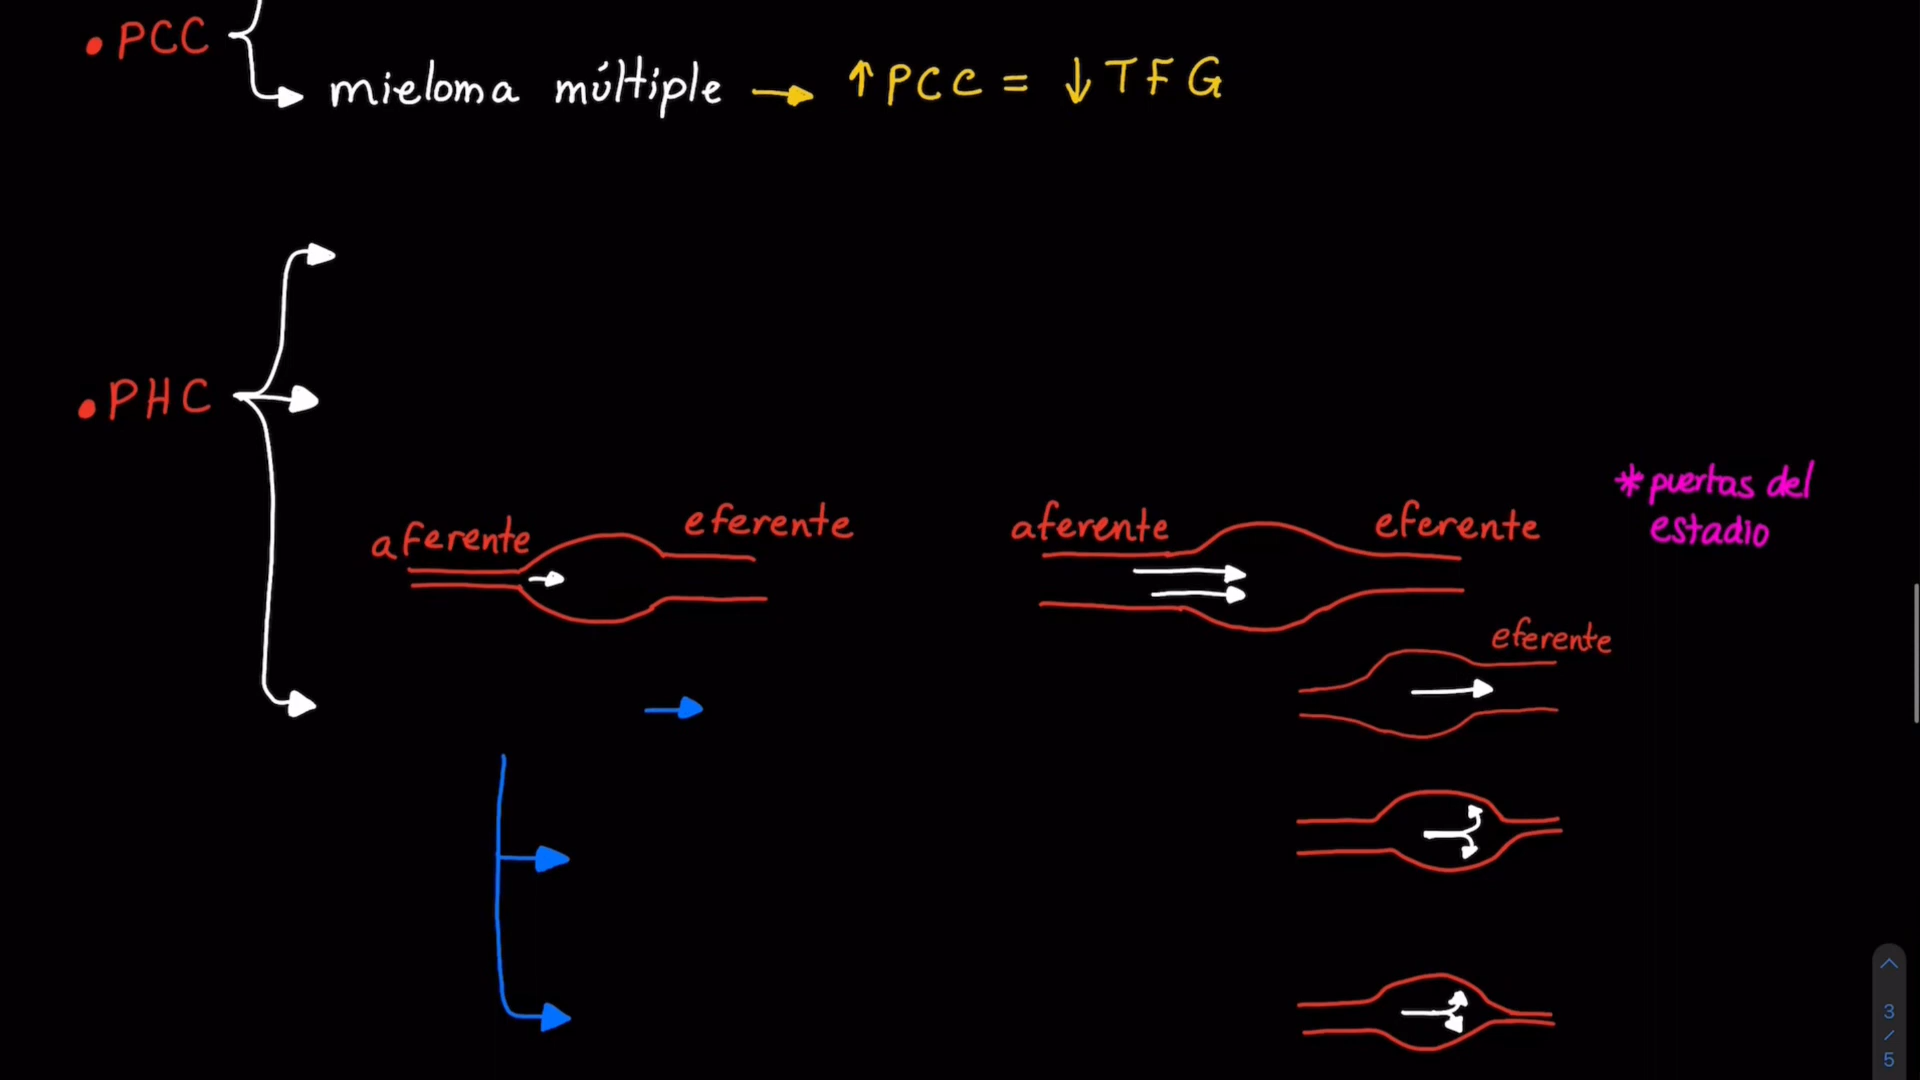 • PCC
mieloma múltiple → ↑PCC = ↓TFG
• PHC
aferente eferente
aferente eferente
* puertas del
estadio
eferente
3
/
5